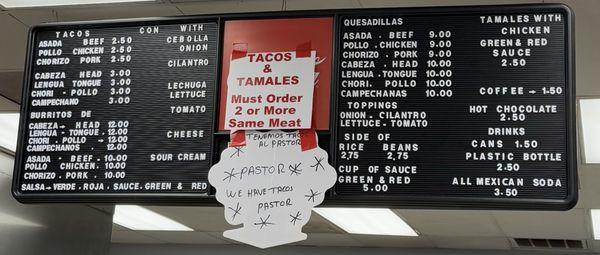 TACOS CON WITH
ASADA BEEF 2.50 CEBOLLA
POLLO CHICKEN 2.50 ONION
CHORIZO PORK 2.50
CILANTRO
CABEZA HEAD 3.00
LENGUA TONGUE 3.00 LECHUGA
CHORI . POLLO 3.00 LETTUCE
CAMPECHANO 3.00
BURRITOS DE TOMATO
CABEZA - HEAD 12.00
LENGUA . TONGUE. 12.00
CHORI . POLLO 12.00 CHEESE
CAMPECHANOS . 12.00
ASADA - BEEF . 10.00 SOUR CREAM
POLLO CHICKEN. 10.00
CHORIZO . PORK . 10.00
SALSA - VERDE . ROJA . SAUCE . GREEN & RED
TACOS
&
TAMALES
Must Order
2 or More
Same Meat
TENEMOS TACO
AL PASTOR
PASTOR
WE HAVE TACOS
PASTOR
QUESADILLAS
ASADA . BEEF 9.00
POLLO . CHICKEN 9.00
CHORIZO . PORK 9.00
CABEZA . HEAD 10.00
LENGUA . TONGUE 10.00
CHORI. POLLO 10.00
CAMPECHANAS 10.00
TOPPINGS
ONION . CILANTRO
LETTUCE - TOMATO
SIDE OF
RICE BEANS
2,75 2,75
CUP OF SAUCE
GREEN & RED
5.00
TAMALES WITH
CHICKEN
GREEN & RED
SAUCE
2.50
COFFEE - 1.50
HOT CHOCOLATE
2.50
DRINKS
CANS 1.50
PLASTIC BOTTLE
2.50
ALL MEXICAN SODA
3.50